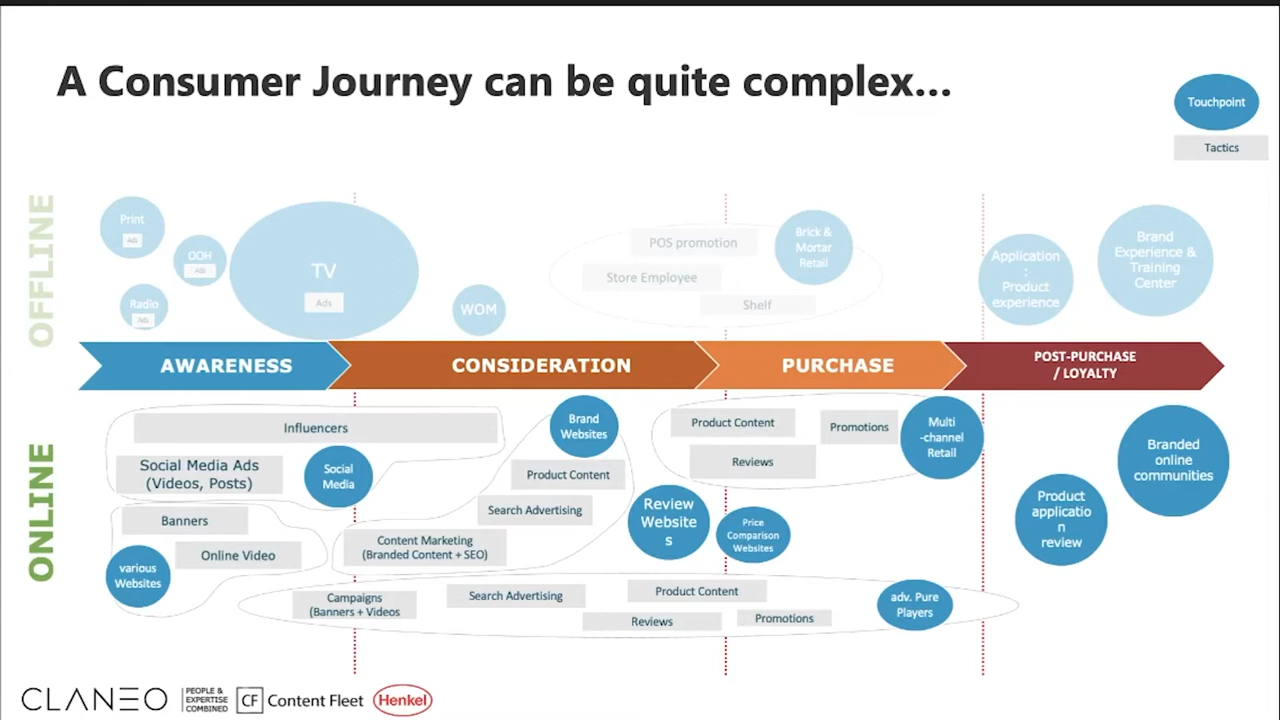 A Consumer Journey can be quite complex...
Touchpoint
Tactics
OFFLINE
Print
Ads
OOH
Ads
Radio
Ads
TV
Ads
WOM
POS promotion
Store Employee
Shelf
Brick &
Mortar
Retail
Application
:
Product
experience
Brand
Experience &
Training
Center
AWARENESS
CONSIDERATION
PURCHASE
POST-PURCHASE
/ LOYALTY
ONLINE
Influencers
Social Media Ads
(Videos, Posts)
Social
Media
Banners
Online Video
various
Websites
Brand
Websites
Product Content
Search Advertising
Content Marketing
(Branded Content + SEO)
Review
Website
s
Price
Comparison
Websites
Product Content
Promotions
Reviews
Multi
-channel
Retail
Campaigns
(Banners + Videos
Search Advertising
Product Content
Reviews
Promotions
adv. Pure
Players
Product
applicatio
n
review
Branded
online
communities
CLANEO
PEOPLE &
EXPERTISE
COMBINED
CF Content Fleet
Henkel